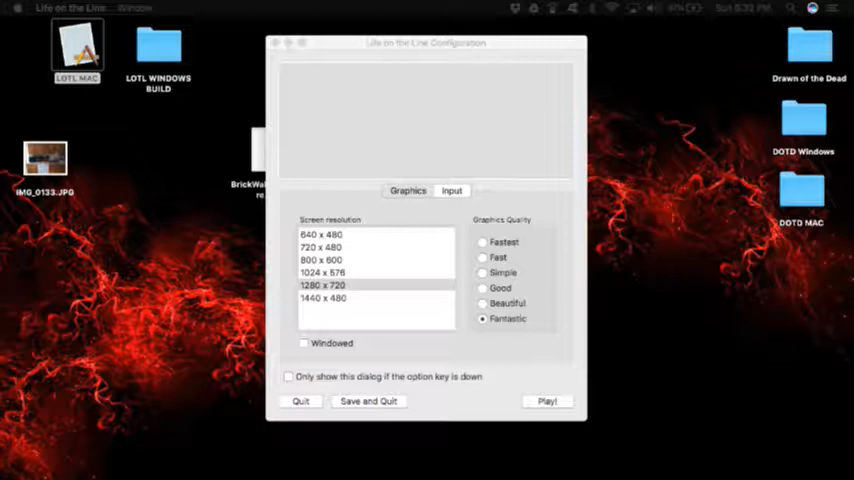 Life on the Line Window
Sun 8:32 PM
LOTL MAC
LOTL WINDOWS
BUILD
IMG_0133.JPG
Life on the Line Configuration
Drawn of the Dead
DOTD Windows
DOTD MAC
Graphics Input
Screen resolution
640 x 480
720 x 480
800 x 600
1024 x 576
1280 x 720
1440 x 480
Graphics Quality
Fastest
Fast
Simple
Good
Beautiful
Fantastic
Windowed
Only show this dialog if the option key is down
Quit
Save and Quit
Play!